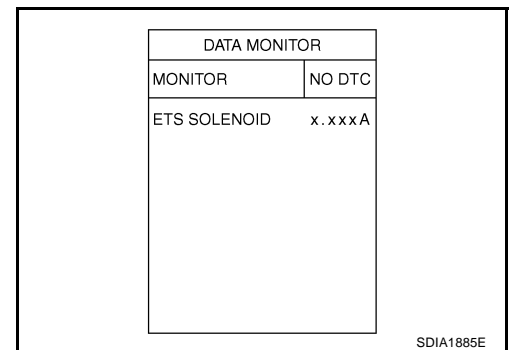 DATA MONITOR
MONITOR NO DTC
ETS SOLENOID x.xxxA
SDIA1885E